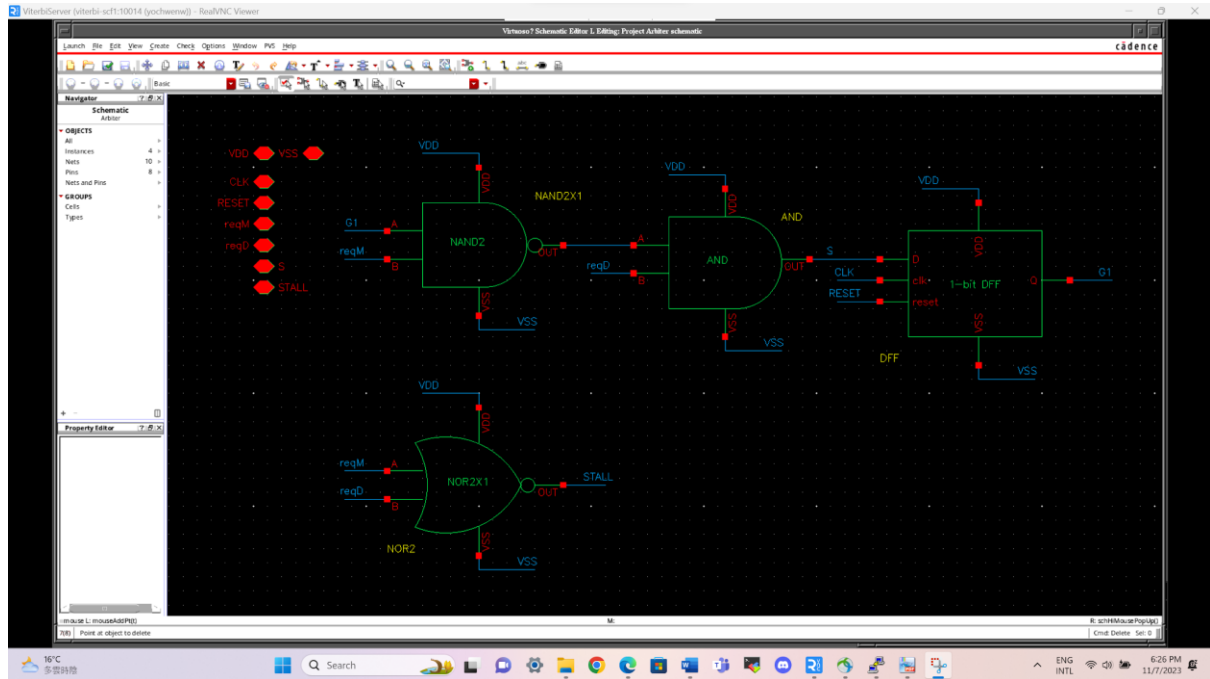 ViterbiServer (viterbi-scf1:10014 (yochwenw)) - RealVNC Viewer
Virtuoso? Schematic Editor L Editing: Project Arbiter schematic
Launch File Edit View Create Check Options Window PVS Help
cādence
Basic
Navigator
Schematic
Arbiter
OBJECTS
All
Instances 4
Nets 10
Pins 8
Nets and Pins
GROUPS
Cells
Types
Property Editor
VDD VSS
CLK
RESET
reqM
reqD
S
STALL
VDD
VDD
NAND2X1
G1 A
NAND2
OUT
reqM B
VSS
VSS
VDD
VDD
AND
A
AND
OUT
reqD B
VSS
VSS
VDD
VDD
S D
CLK clk
1-bit DFF
Q G1
RESET reset
VSS
DFF
VSS
VDD
VDD
reqM A
NOR2X1
OUT STALL
reqD B
VSS
NOR2
VSS
mouse L: mouseAddPt(t)
M:
R: schHiMousePopUp()
7(8) Point at object to delete
Cmd: Delete Sel: 0
16°C
多雲時陰
Search
ENG
INTL
6:26 PM
11/7/2023